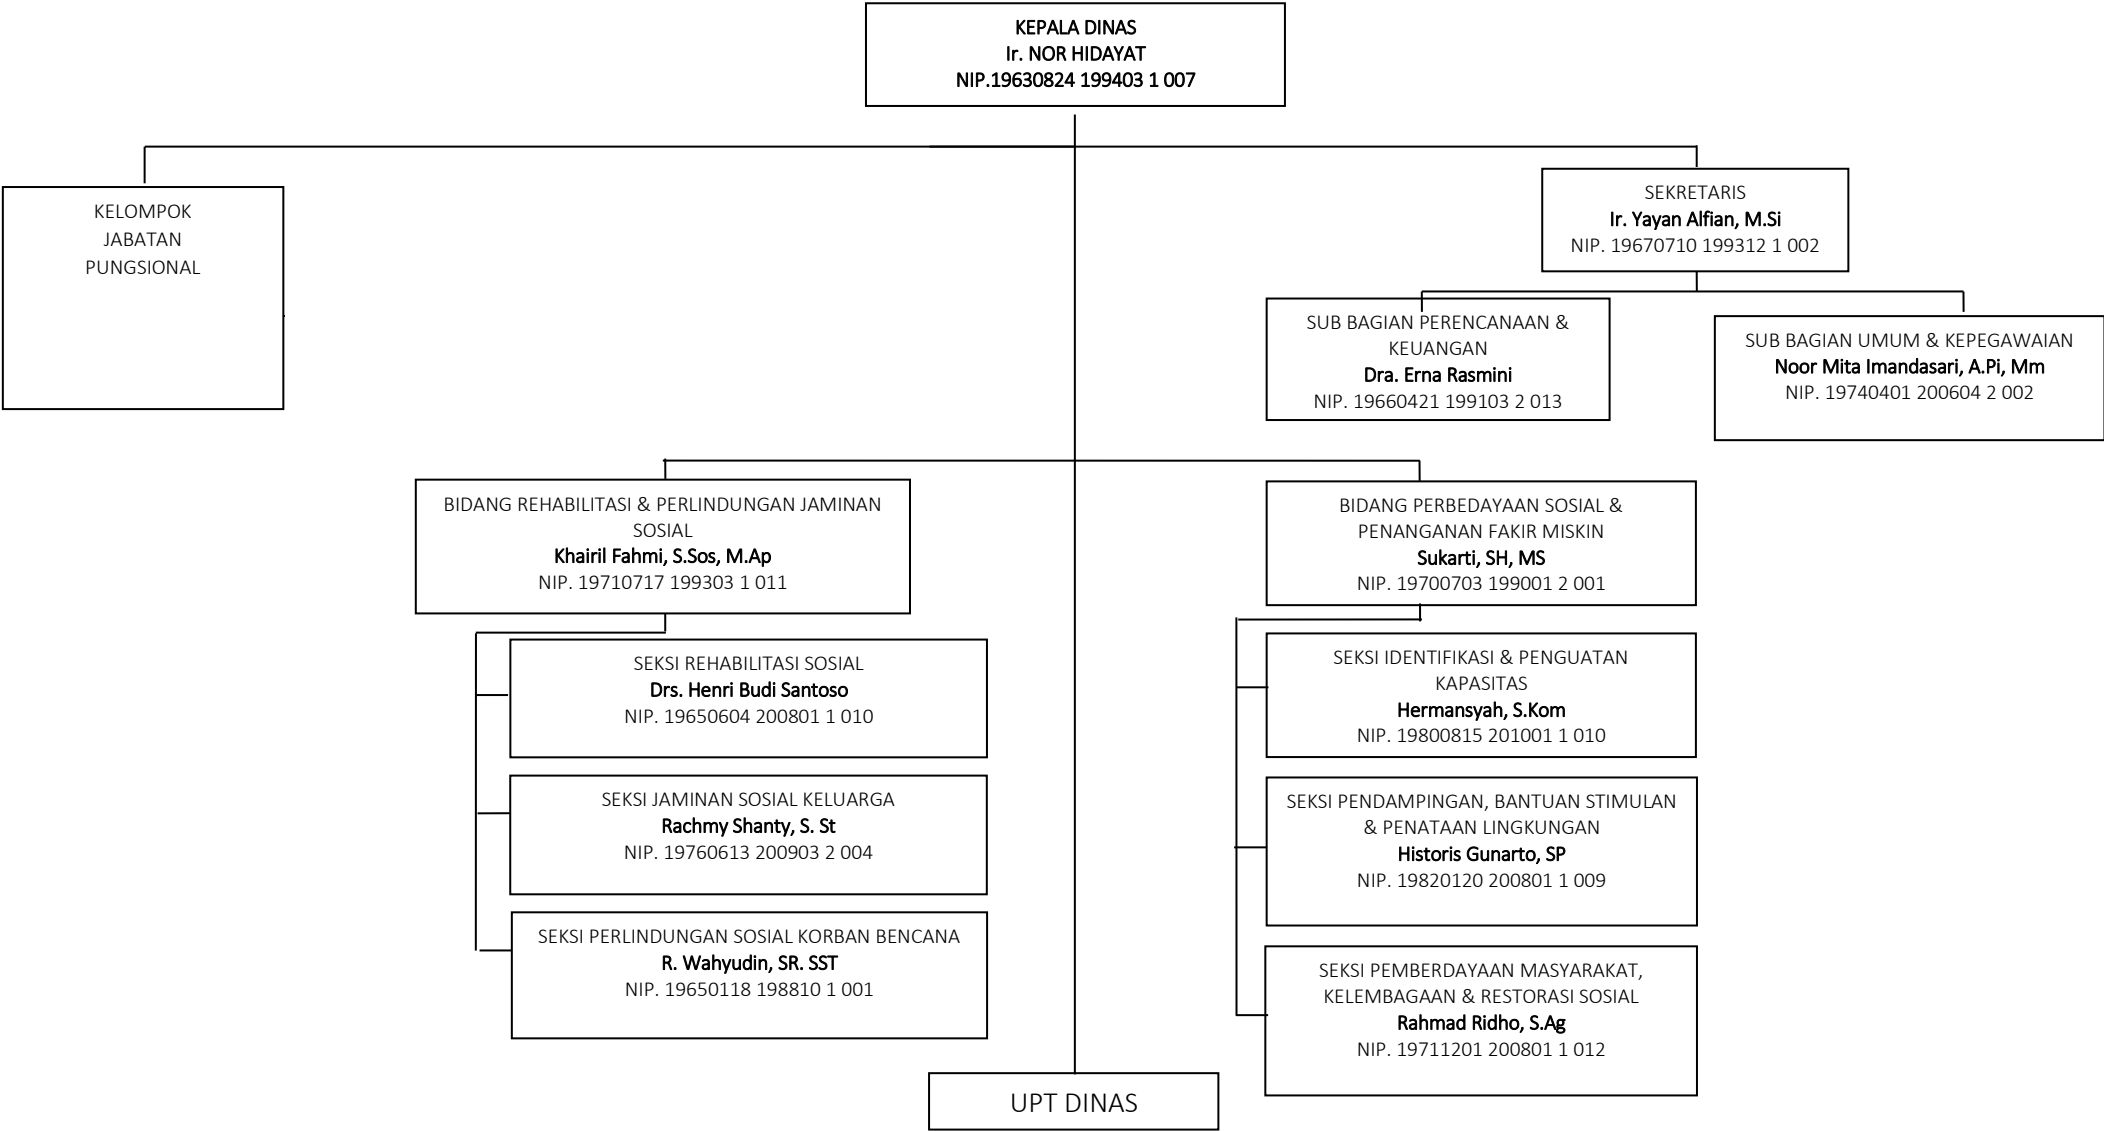 KEPALA DINAS
Ir. NOR HIDAYAT
NIP.19630824 199403 1 007
KELOMPOK
JABATAN
PUNGSIONAL
SEKRETARIS
Ir. Yayan Alfian, M.Si
NIP. 19670710 199312 1 002
SUB BAGIAN PERENCANAAN &
KEUANGAN
Dra. Erna Rasmini
NIP. 19660421 199103 2 013
SUB BAGIAN UMUM & KEPEGAWAIAN
Noor Mita Imandasari, A.Pi, Mm
NIP. 19740401 200604 2 002
BIDANG REHABILITASI & PERLINDUNGAN JAMINAN
SOSIAL
Khairil Fahmi, S.Sos, M.Ap
NIP. 19710717 199303 1 011
SEKSI REHABILITASI SOSIAL
Drs. Henri Budi Santoso
NIP. 19650604 200801 1 010
SEKSI JAMINAN SOSIAL KELUARGA
Rachmy Shanty, S. St
NIP. 19760613 200903 2 004
SEKSI PERLINDUNGAN SOSIAL KORBAN BENCANA
R. Wahyudin, SR. SST
NIP. 19650118 198810 1 001
BIDANG PERBEDAYAAN SOSIAL &
PENANGANAN FAKIR MISKIN
Sukarti, SH, MS
NIP. 19700703 199001 2 001
SEKSI IDENTIFIKASI & PENGUATAN
KAPASITAS
Hermansyah, S.Kom
NIP. 19800815 201001 1 010
SEKSI PENDAMPINGAN, BANTUAN STIMULAN
& PENATAAN LINGKUNGAN
Historis Gunarto, SP
NIP. 19820120 200801 1 009
SEKSI PEMBERDAYAAN MASYARAKAT,
KELEMBAGAAN & RESTORASI SOSIAL
Rahmad Ridho, S.Ag
NIP. 19711201 200801 1 012
UPT DINAS